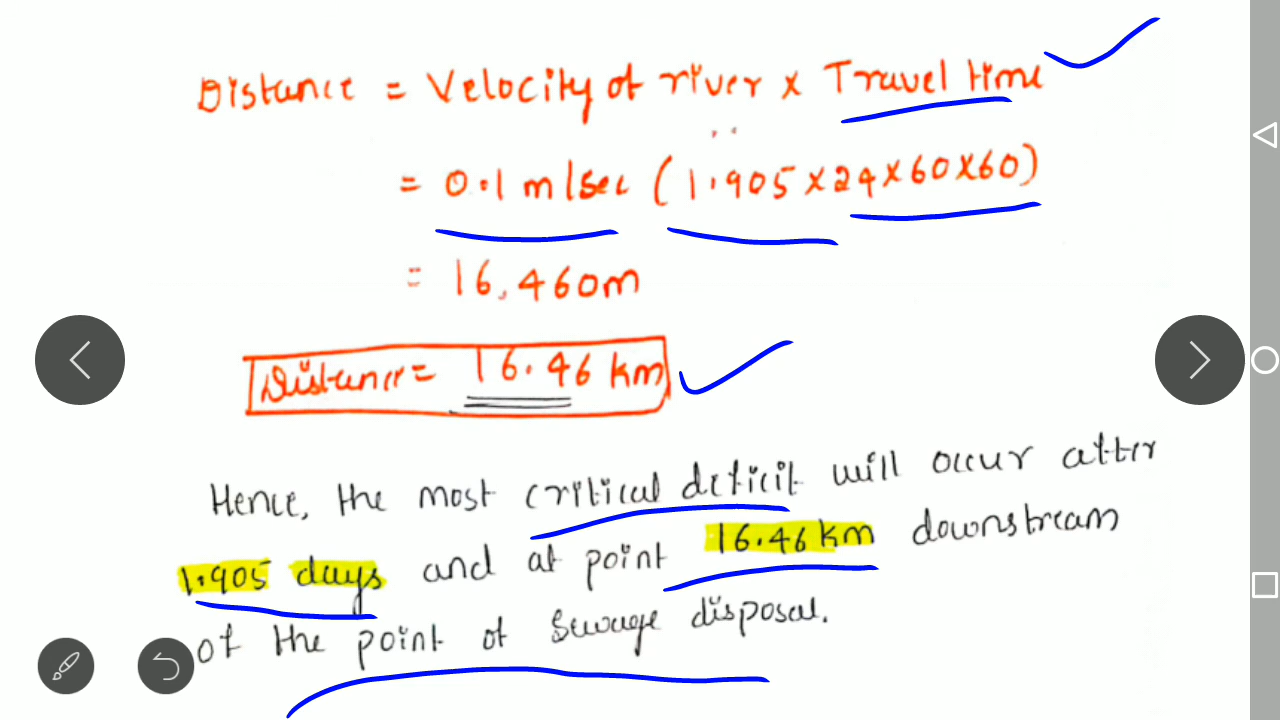 Distance = Velocity of river x Travel time
= 0.1 m/sec (1.905 x 24 x 60 x 60)
= 16,460m
Distance = 16.46 km
Hence, the most critical deficit will occur after
1.905 days and at point 16.46 km downstream
of the point of sewage disposal.